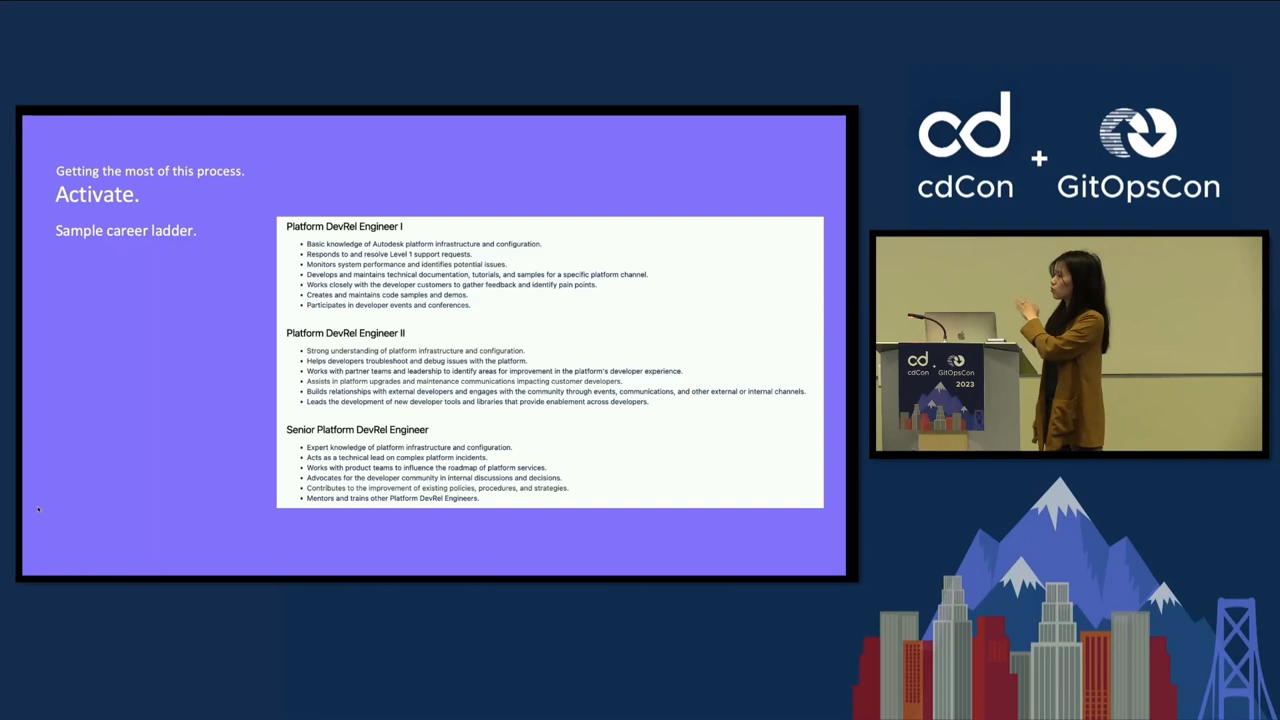 Getting the most of this process.
Activate.
Sample career ladder.
Platform DevRel Engineer I
• Basic knowledge of Autodesk platform infrastructure and configuration.
• Responds to and resolve Level 1 support requests.
• Monitors system performance and identifies potential issues.
• Develops and maintains technical documentation, tutorials, and samples for a specific platform channel.
• Works closely with the developer customers to gather feedback and identify pain points.
• Creates and maintains code samples and demos.
• Participates in developer events and conferences.
Platform DevRel Engineer II
• Strong understanding of platform infrastructure and configuration.
• Helps developers troubleshoot and debug issues with the platform.
• Works with partner teams and leadership to identify areas for improvement in the platform's developer experience.
• Assists in platform upgrades and maintenance communications impacting customer developers.
• Builds relationships with external developers and engages with the community through events, communications, and other external or internal channels.
• Leads the development of new developer tools and libraries that provide enablement across developers.
Senior Platform DevRel Engineer
• Expert knowledge of platform infrastructure and configuration.
• Acts as a technical lead on complex platform incidents.
• Works with product teams to influence the roadmap of platform services.
• Advocates for the developer community in internal discussions and decisions.
• Contributes to the improvement of existing policies, procedures, and strategies.
• Mentors and trains other Platform DevRel Engineers.
cd + 
cdCon GitOpsCon
cd +
cdCon GitOpsCon
2023